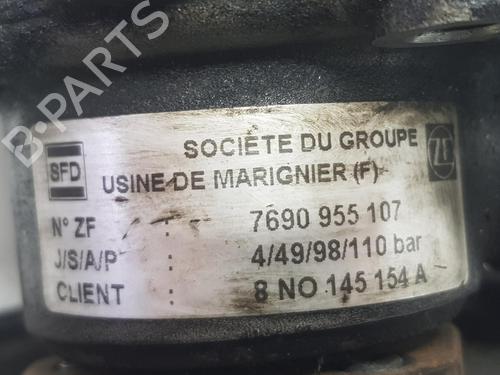 B-PARTS
SFD
SOCIÉTÉ DU GROUPE
ZF
USINE DE MARIGNIER (F)
N° ZF : 7690 955 107
J/S/A/P : 4/49/98/110 bar
CLIENT : 8 NO 145 154 A